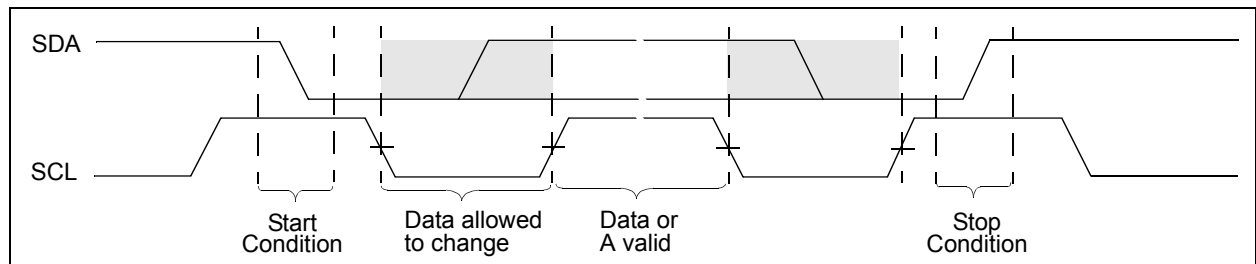 SDA
SCL
Start
Condition
Data allowed
to change
Data or
A valid
Stop
Condition